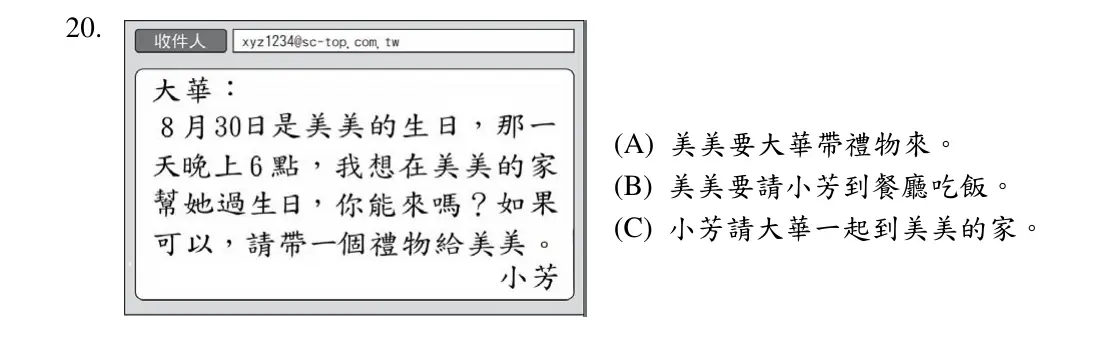 20.
收件人 xyz1234@sc-top.com.tw
大華：
8月30日是美美的生日，那一
天晚上6點，我想在美美的家
幫她過生日，你能來嗎？如果
可以，請帶一個禮物給美美。
小芳
(A) 美美要大華帶禮物來。
(B) 美美要請小芳到餐廳吃飯。
(C) 小芳請大華一起到美美的家。